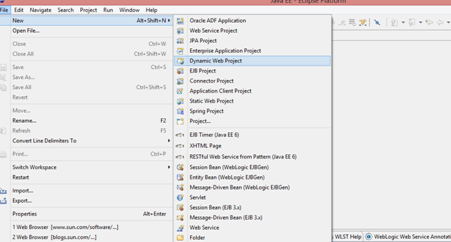 Java EE - Eclipse Platform
File Edit Navigate Search Project Run Window Help
New Alt+Shift+N
Open File...
Close Ctrl+W
Close All Ctrl+Shift+W
Save Ctrl+S
Save As...
Save All Ctrl+Shift+S
Revert
Move...
Rename... F2
Refresh F5
Convert Line Delimiters To
Print... Ctrl+P
Switch Workspace
Restart
Import...
Export...
Properties Alt+Enter
1 Web Browser [www.sun.com/software/...]
2 Web Browser [blogs.sun.com/...]
Oracle ADF Application
Web Service Project
JPA Project
Enterprise Application Project
Dynamic Web Project
EJB Project
Connector Project
Application Client Project
Static Web Project
Spring Project
Project...
EJB Timer (Java EE 6)
XHTML Page
RESTful Web Service from Pattern (Java EE 6)
Session Bean (WebLogic EJBGen)
Entity Bean (WebLogic EJBGen)
Message-Driven Bean (WebLogic EJBGen)
Servlet
Session Bean (EJB 3.x)
Message-Driven Bean (EJB 3.x)
Web Service
Folder
WLST Help WebLogic Web Service Annotati